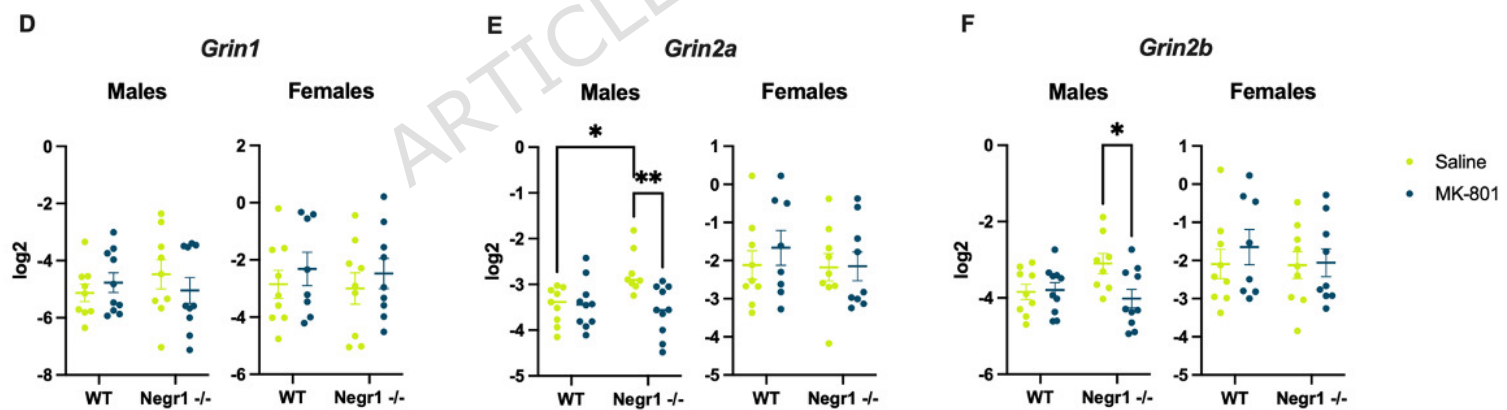 D
Grin1
Males
Females
log2
0
-2
-4
-6
-8
WT
Negr1 -/-
2
0
-2
-4
-6
WT
Negr1 -/-
E
Grin2a
Males
Females
0
-1
-2
-3
-4
-5
*
**
WT
Negr1 -/-
1
0
-1
-2
-3
-4
-5
WT
Negr1 -/-
F
Grin2b
Males
Females
log2
0
-2
-4
-6
*
WT
Negr1 -/-
1
0
-1
-2
-3
-4
-5
WT
Negr1 -/-
Saline
MK-801
ARTICLE